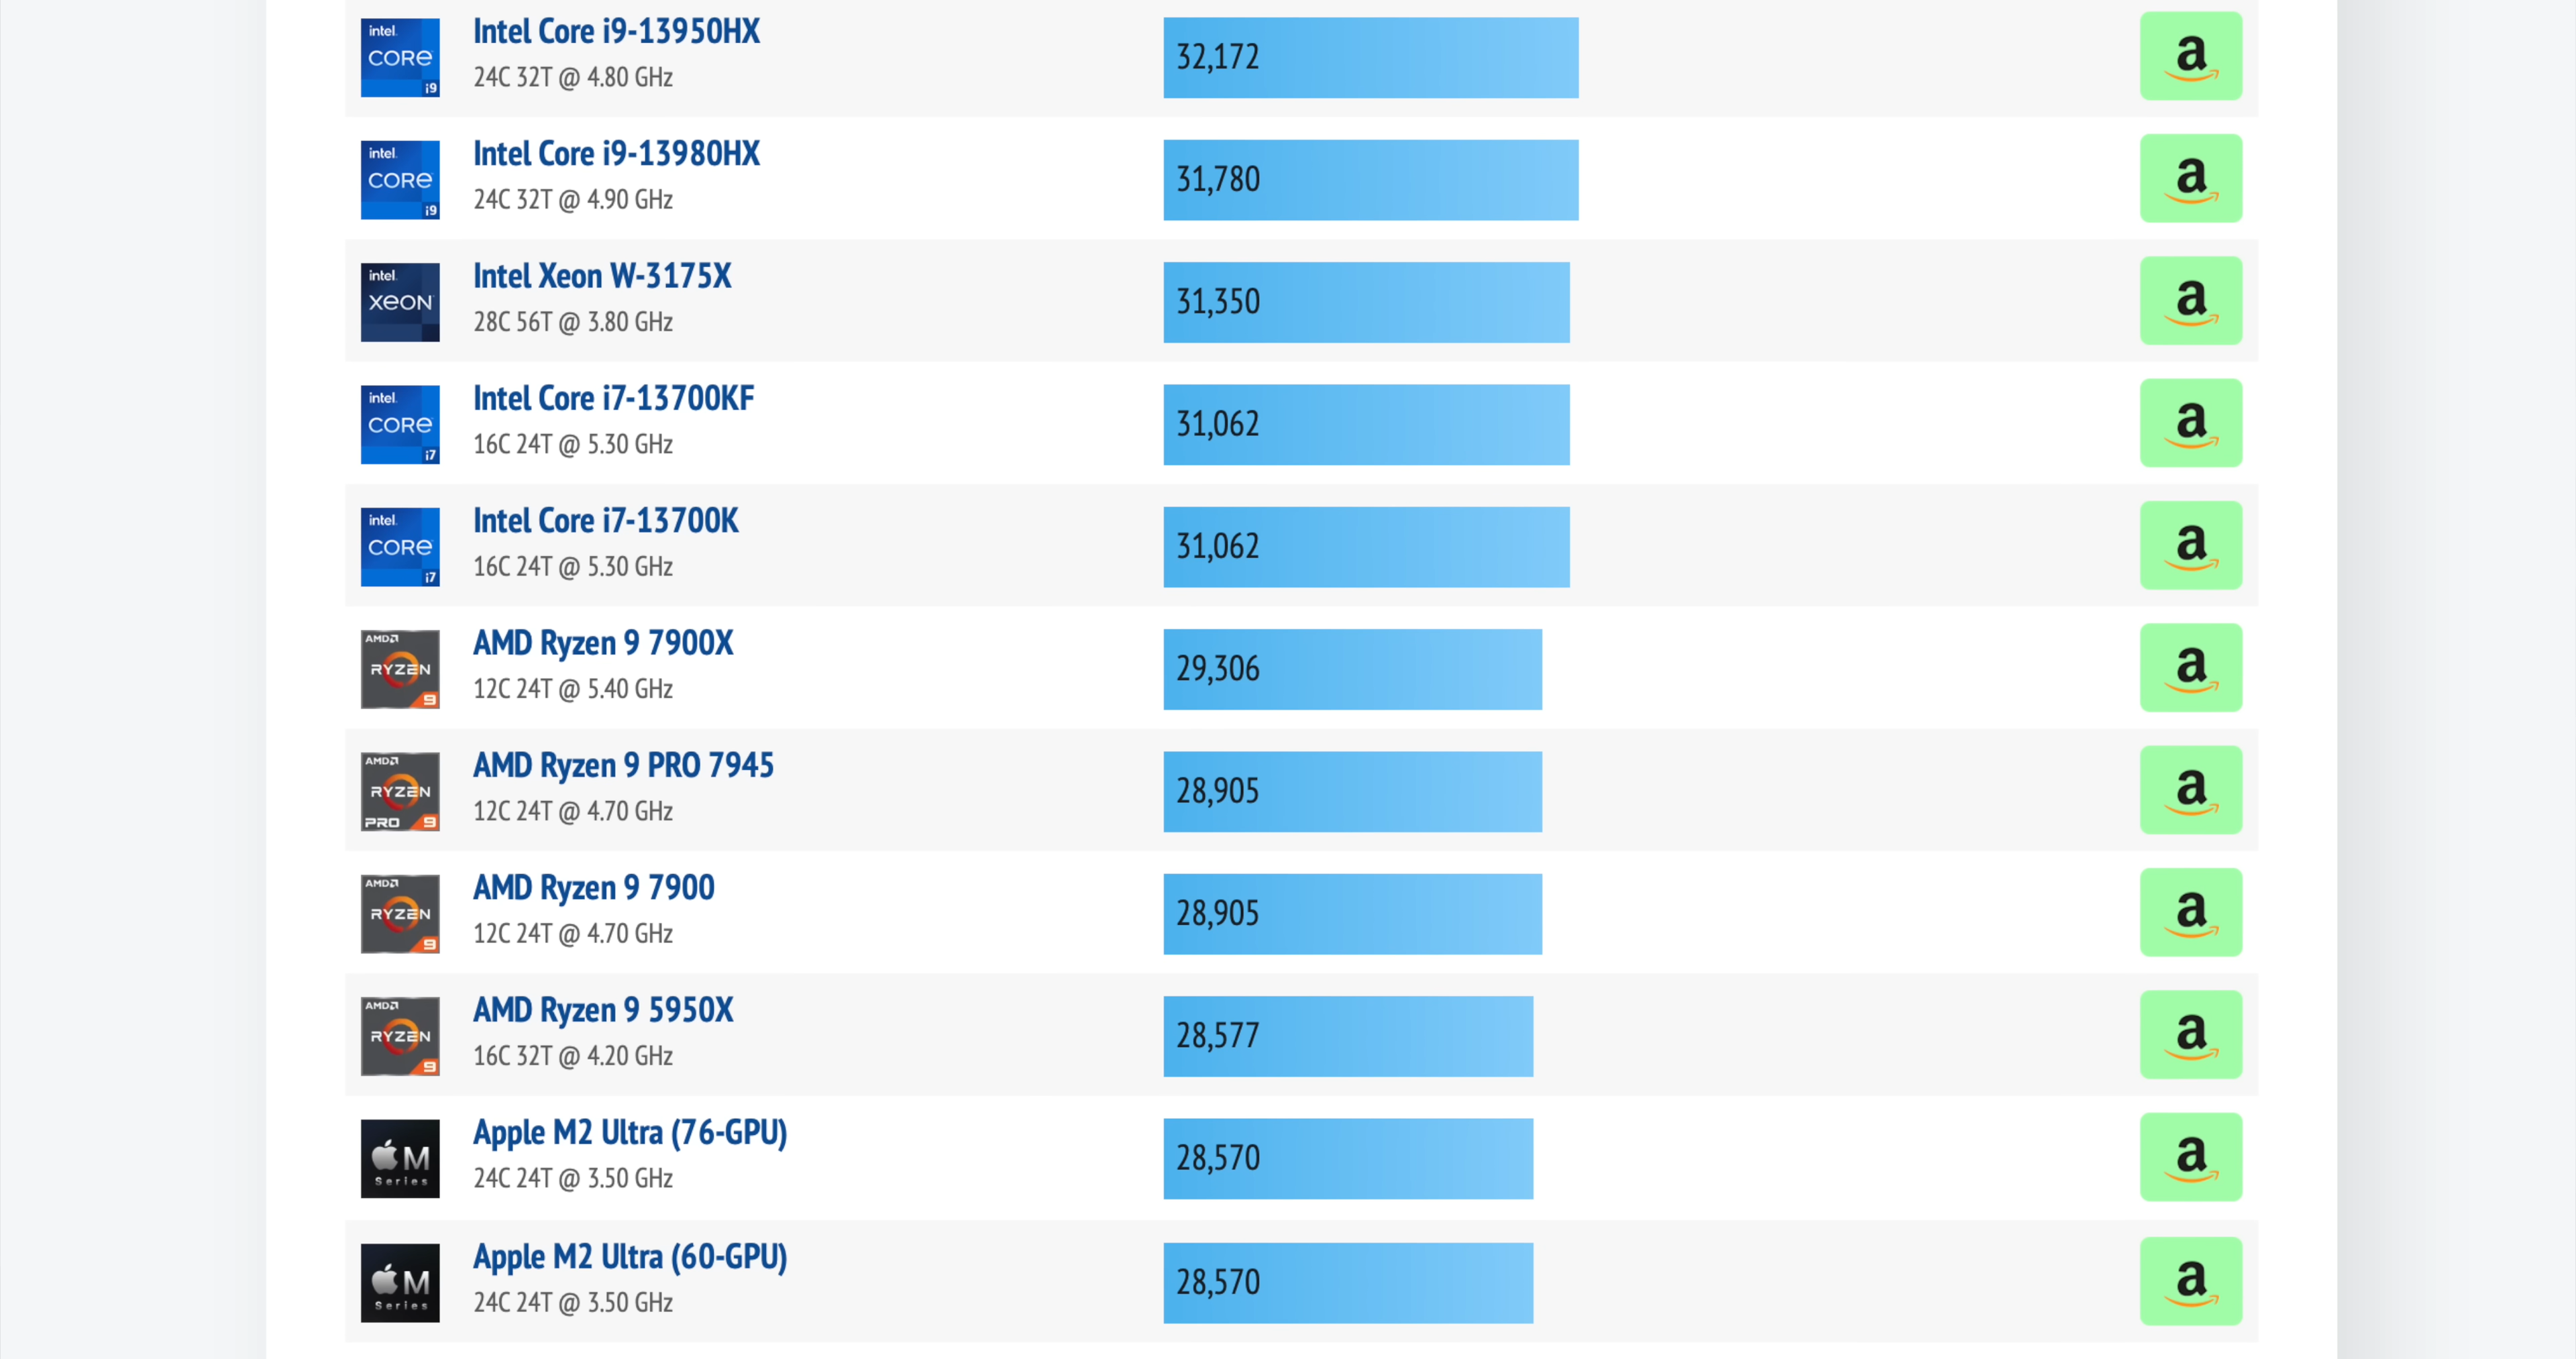 intel. CORE i9
Intel Core i9-13950HX
24C 32T @ 4.80 GHz
32,172
a
intel. CORE i9
Intel Core i9-13980HX
24C 32T @ 4.90 GHz
31,780
a
intel. XEON
Intel Xeon W-3175X
28C 56T @ 3.80 GHz
31,350
a
intel. CORE i7
Intel Core i7-13700KF
16C 24T @ 5.30 GHz
31,062
a
intel. CORE i7
Intel Core i7-13700K
16C 24T @ 5.30 GHz
31,062
a
AMD RYZEN 9
AMD Ryzen 9 7900X
12C 24T @ 5.40 GHz
29,306
a
AMD RYZEN PRO 9
AMD Ryzen 9 PRO 7945
12C 24T @ 4.70 GHz
28,905
a
AMD RYZEN 9
AMD Ryzen 9 7900
12C 24T @ 4.70 GHz
28,905
a
AMD RYZEN 9
AMD Ryzen 9 5950X
16C 32T @ 4.20 GHz
28,577
a
M Series
Apple M2 Ultra (76-GPU)
24C 24T @ 3.50 GHz
28,570
a
M Series
Apple M2 Ultra (60-GPU)
24C 24T @ 3.50 GHz
28,570
a